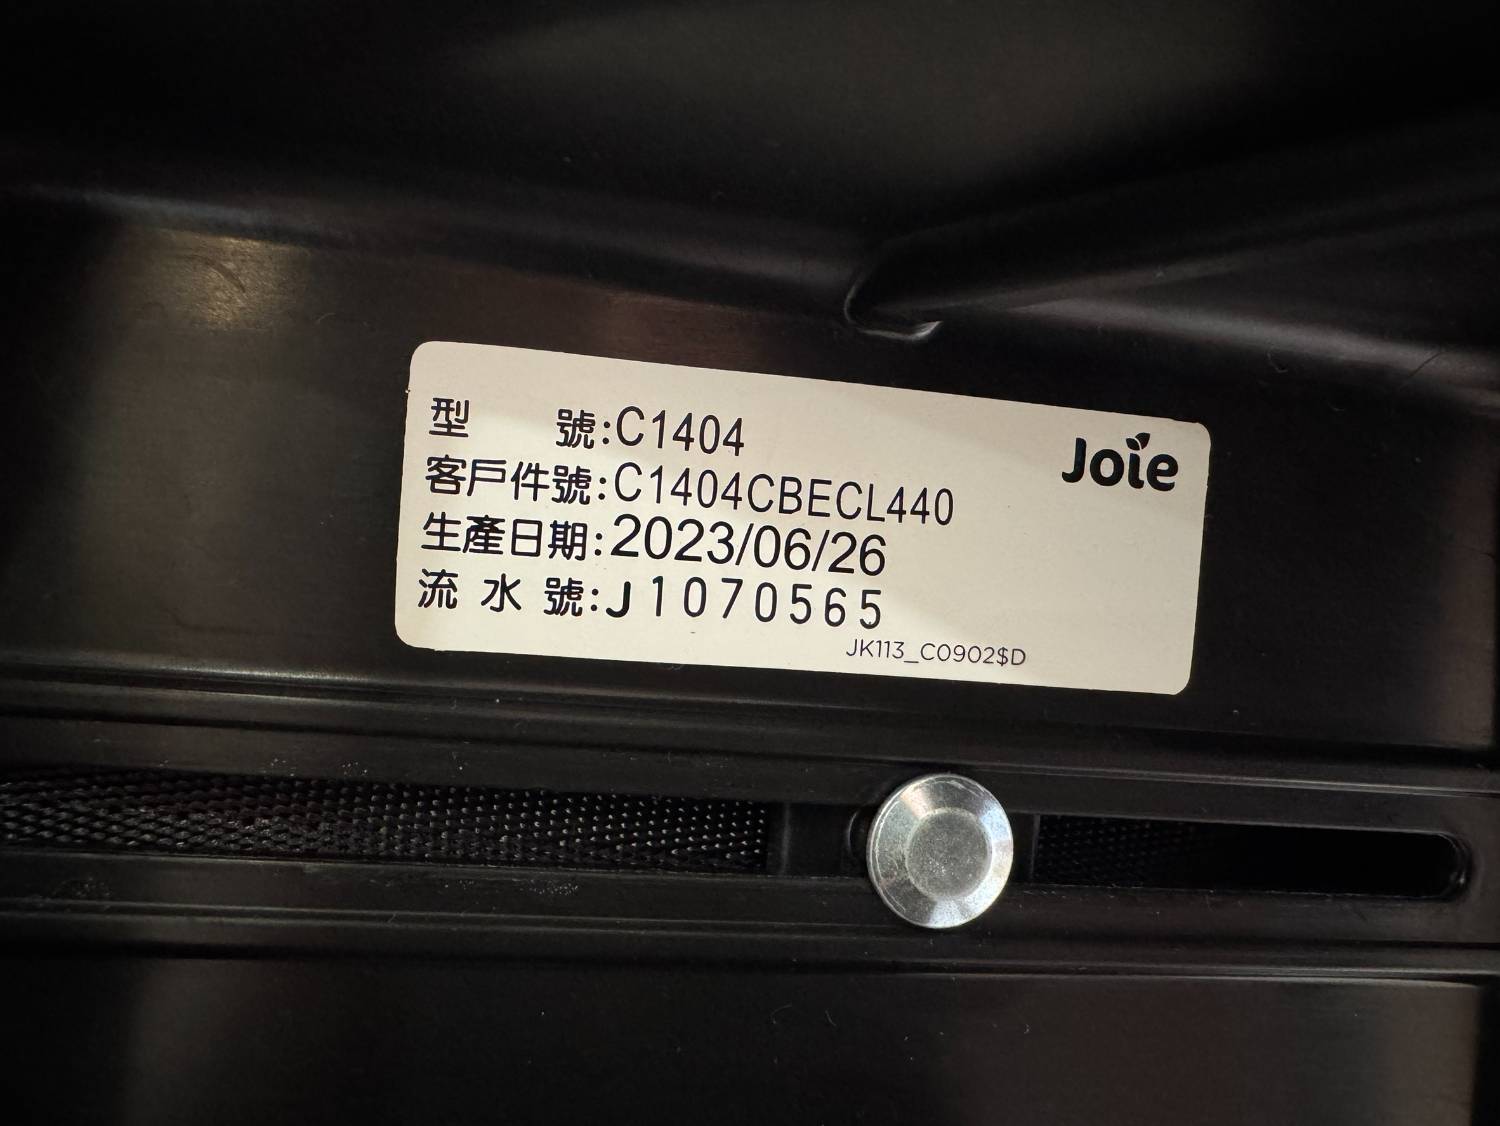 Joie
型 號:C1404
客戶件號:C1404CBECL440
生產日期:2023/06/26
流水號:J1070565
JK113_C0902$D